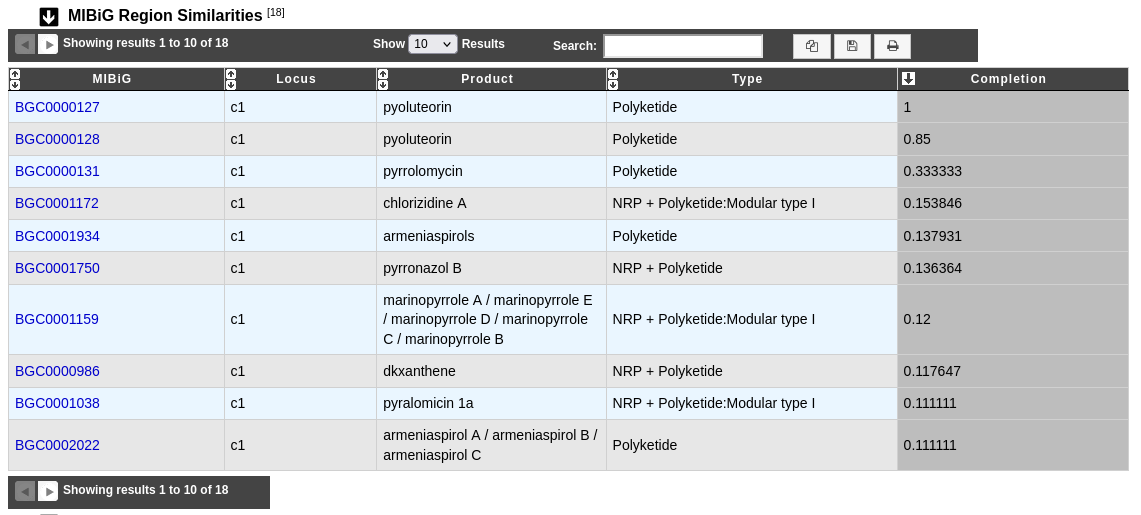 MIBiG Region Similarities [18]
Showing results 1 to 10 of 18 Show 10 Results Search:
MIBiG Locus Product Type Completion
BGC0000127 c1 pyoluteorin Polyketide 1
BGC0000128 c1 pyoluteorin Polyketide 0.85
BGC0000131 c1 pyrrolomycin Polyketide 0.333333
BGC0001172 c1 chlorizidine A NRP + Polyketide:Modular type I 0.153846
BGC0001934 c1 armeniaspirols Polyketide 0.137931
BGC0001750 c1 pyrronazol B NRP + Polyketide 0.136364
marinopyrrole A / marinopyrrole E
BGC0001159 c1 / marinopyrrole D / marinopyrrole NRP + Polyketide:Modular type I 0.12
C / marinopyrrole B
BGC0000986 c1 dkxanthene NRP + Polyketide 0.117647
BGC0001038 c1 pyralomicin 1a NRP + Polyketide:Modular type I 0.111111
BGC0002022 c1 armeniaspirol A / armeniaspirol B / Polyketide 0.111111
armeniaspirol C
Showing results 1 to 10 of 18